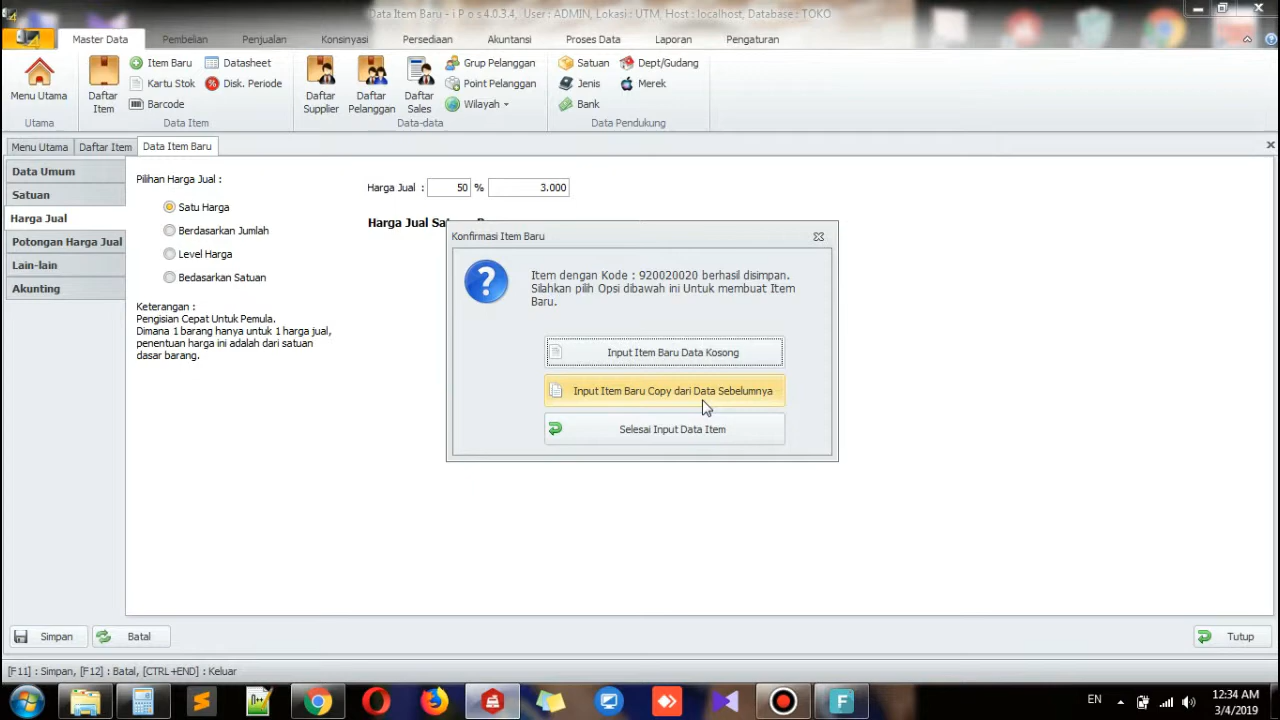 Data Item Baru - i P o s 4.0.3.4, User : ADMIN, Lokasi : UTM, Host : localhost, Database : TOKO
Master Data Pembelian Penjualan Konsinyasi Persediaan Akuntansi Proses Data Laporan Pengaturan
Menu Utama
Utama
Daftar Item
Item Baru
Kartu Stok
Barcode
Datasheet
Disk. Periode
Data Item
Daftar Supplier
Daftar Pelanggan
Daftar Sales
Grup Pelanggan
Point Pelanggan
Wilayah
Data-data
Satuan
Jenis
Bank
Dept/Gudang
Merek
Data Pendukung
Menu Utama Daftar Item Data Item Baru
Data Umum
Satuan
Harga Jual
Potongan Harga Jual
Lain-lain
Akunting
Pilihan Harga Jual :
Satu Harga
Berdasarkan Jumlah
Level Harga
Bedasarkan Satuan
Keterangan :
Pengisian Cepat Untuk Pemula.
Dimana 1 barang hanya untuk 1 harga jual,
penentuan harga ini adalah dari satuan
dasar barang.
Harga Jual : 50 % 3.000
Harga Jual
Konfirmasi Item Baru
Item dengan Kode : 920020020 berhasil disimpan.
Silahkan pilih Opsi dibawah ini Untuk membuat Item
Baru.
Input Item Baru Data Kosong
Input Item Baru Copy dari Data Sebelumnya
Selesai Input Data Item
Simpan Batal Tutup
[F11] : Simpan, [F12] : Batal, [CTRL+END] : Keluar
EN
12:34 AM
3/4/2019